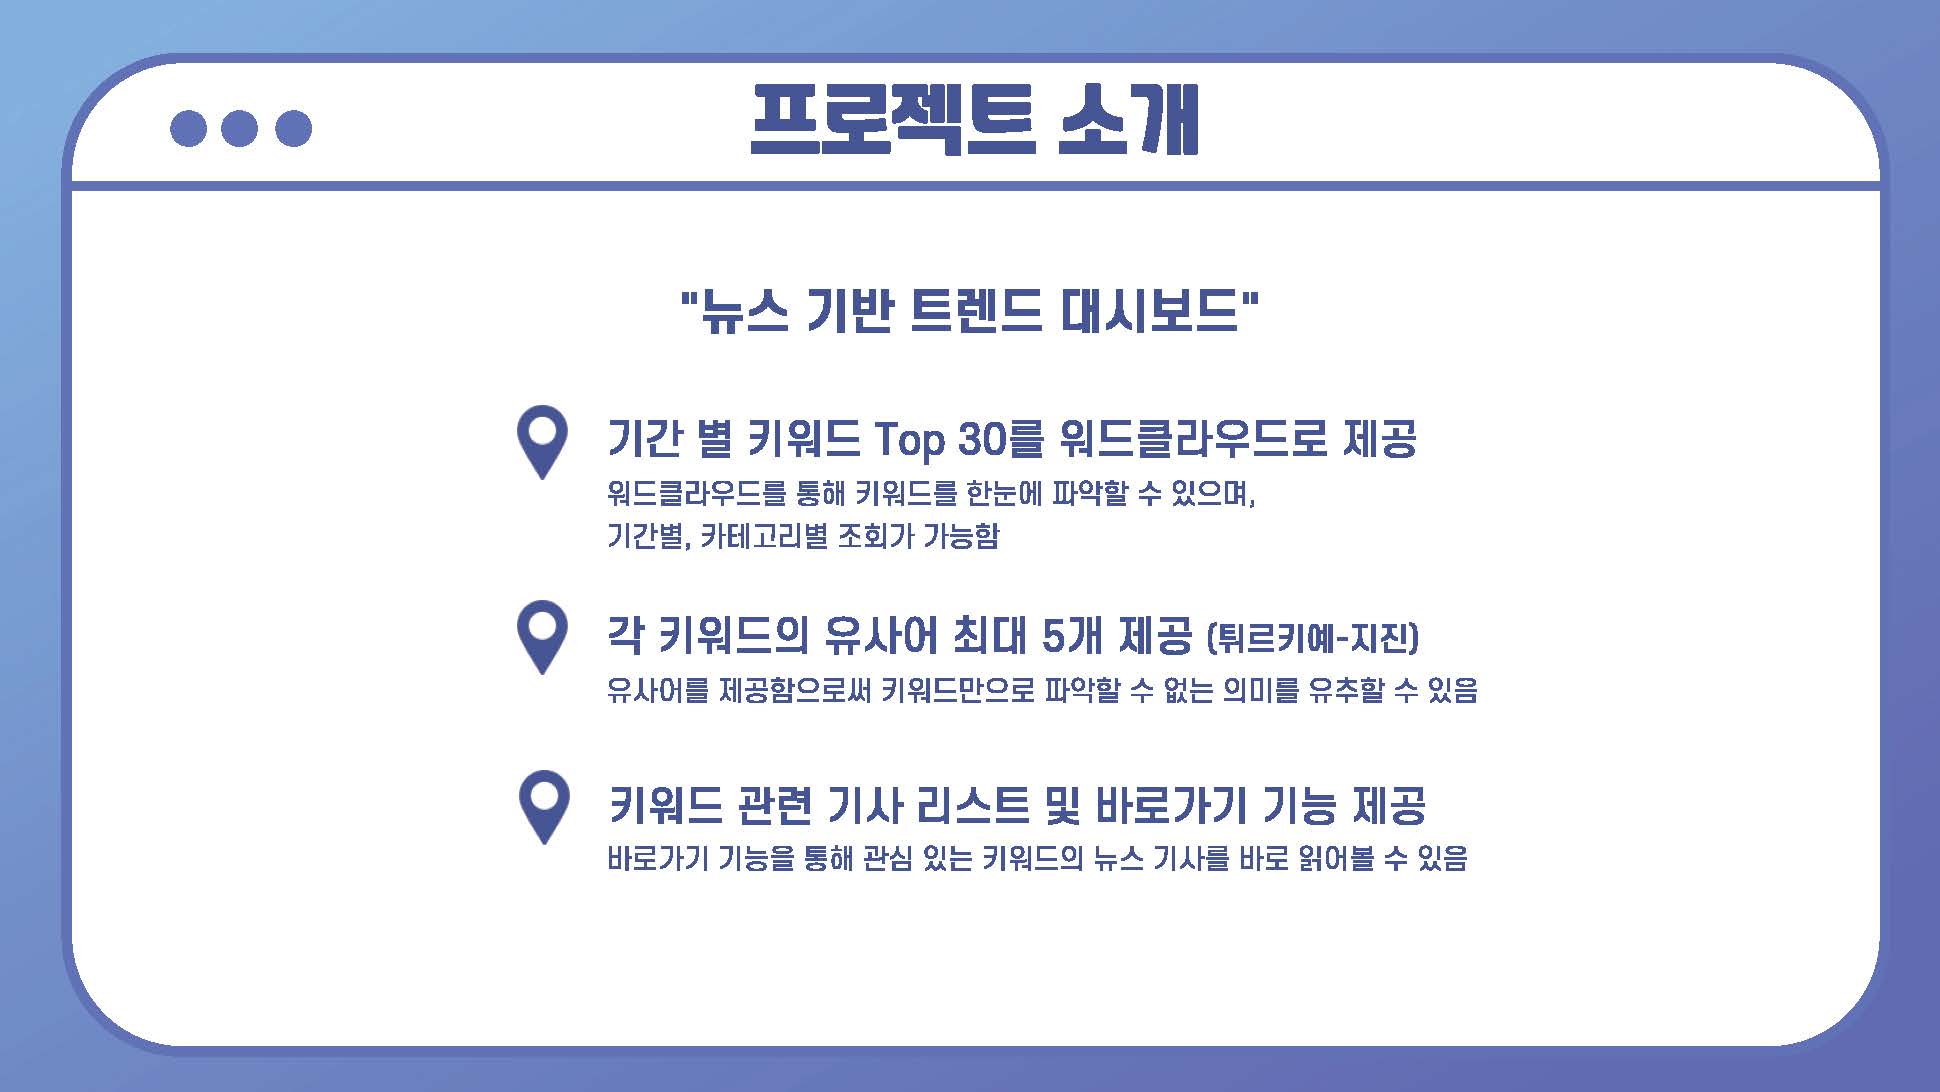 프로젝트 소개
"뉴스 기반 트렌드 대시보드"
기간 별 키워드 Top 30를 워드클라우드로 제공
워드클라우드를 통해 키워드를 한눈에 파악할 수 있으며,
기간별, 카테고리별 조회가 가능함
각 키워드의 유사어 최대 5개 제공 (튀르키예-지진)
유사어를 제공함으로써 키워드만으로 파악할 수 없는 의미를 유추할 수 있음
키워드 관련 기사 리스트 및 바로가기 기능 제공
바로가기 기능을 통해 관심 있는 키워드의 뉴스 기사를 바로 읽어볼 수 있음